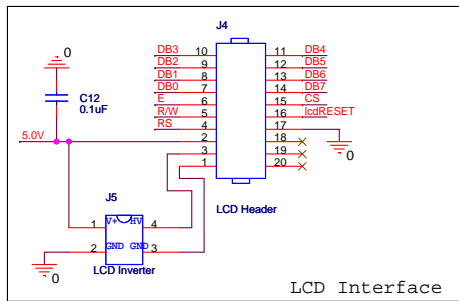 J4
0
DB3 10 11 DB4
DB2 9 12 DB5
DB1 8 13 DB6
DB0 7 14 DB7
E 6 15 CS
R/W 5 16 lcdRESET
RS 4 17
5.0V 2 18
3 19
1 20
C12
0.1uF
0
J5
LCD Header
1 V+ HV 4
2 GND GND 3
0
LCD Inverter
LCD Interface